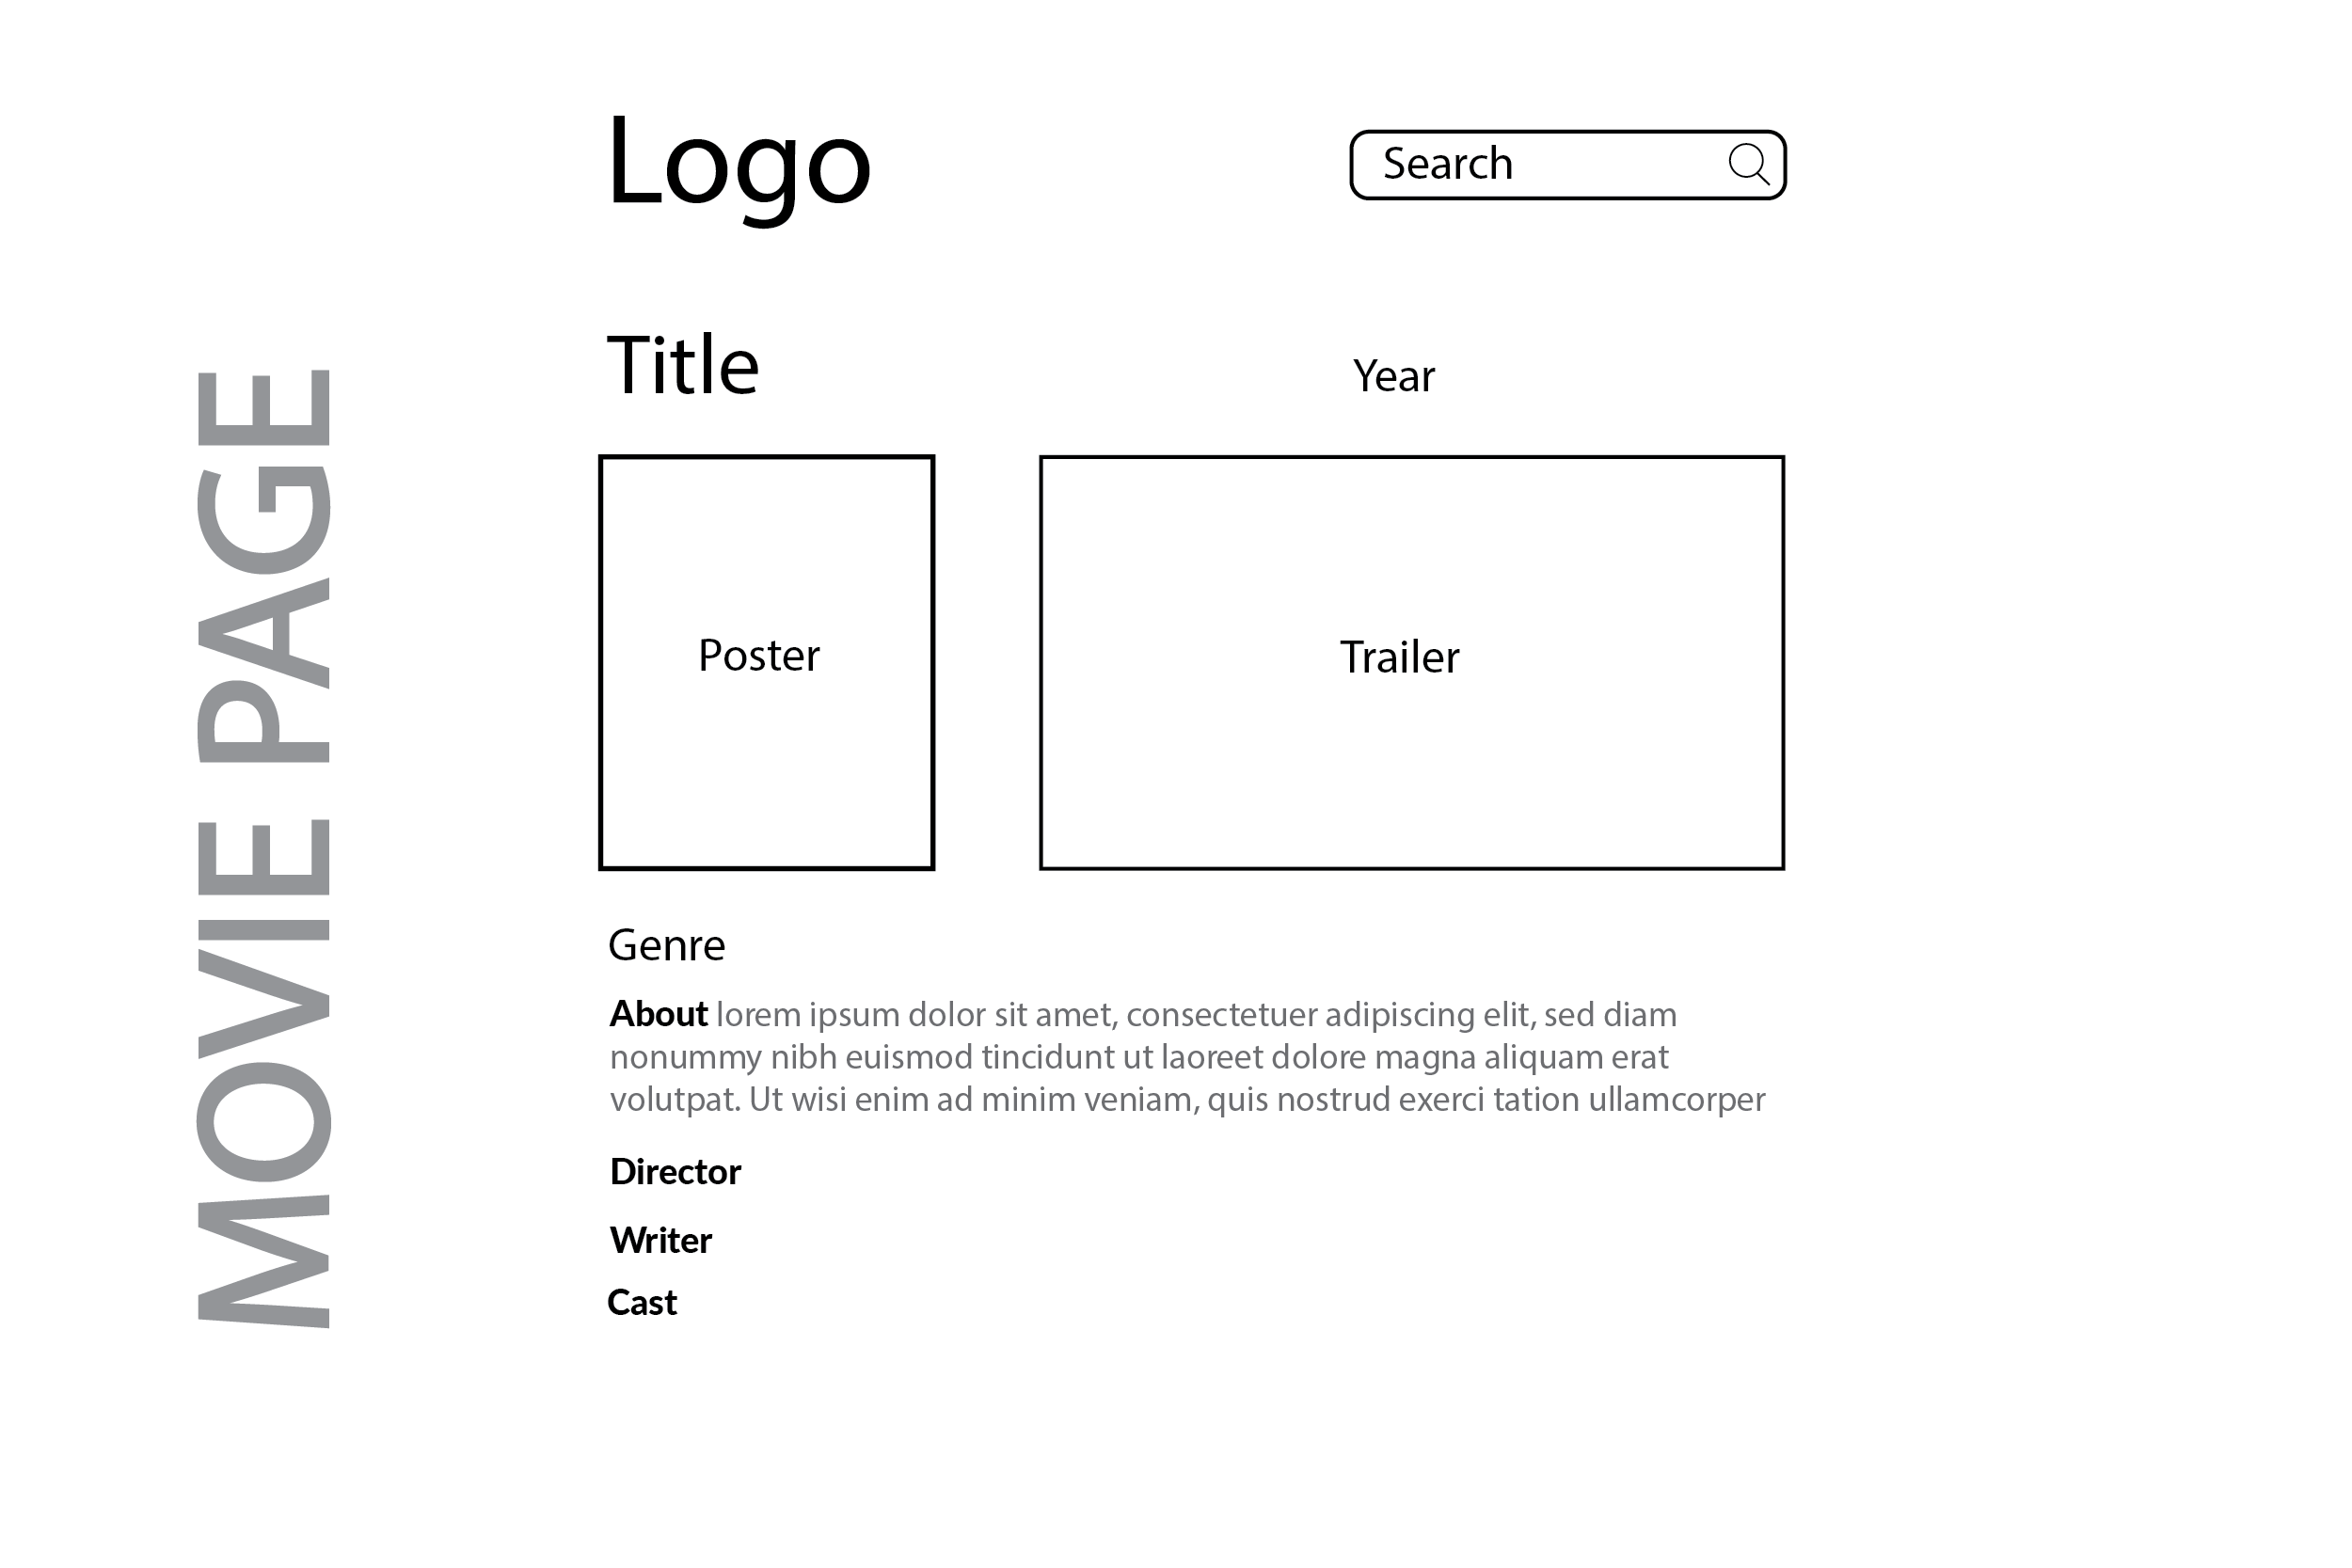 MOVIE PAGE
Logo
Search
Title
Year
Poster
Trailer
Genre
About lorem ipsum dolor sit amet, consectetuer adipiscing elit, sed diam
nonummy nibh euismod tincidunt ut laoreet dolore magna aliquam erat
volutpat. Ut wisi enim ad minim veniam, quis nostrud exerci tation ullamcorper
Director
Writer
Cast